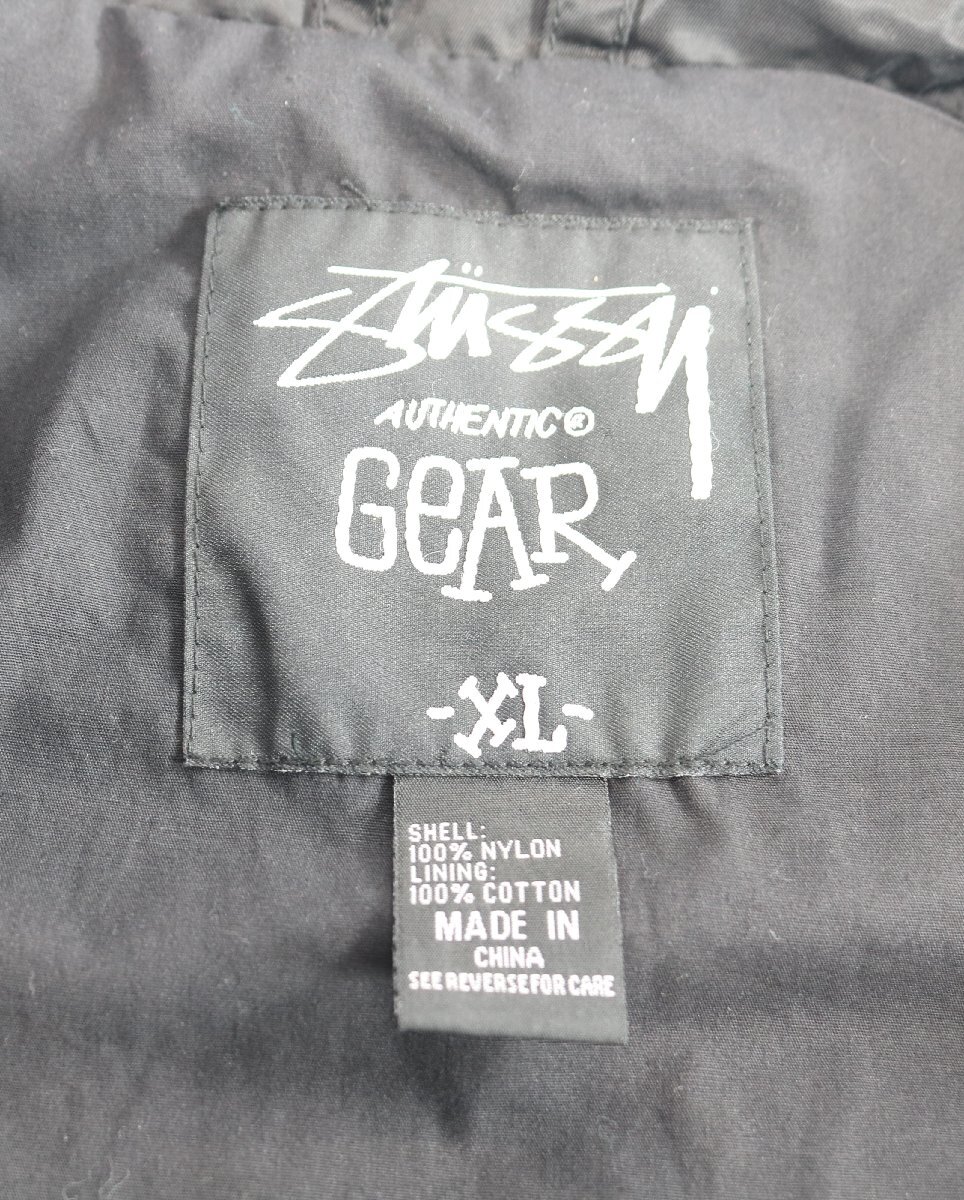 Stüssy
AUTHENTIC®
GEAR
-XL-
SHELL:
100% NYLON
LINING:
100% COTTON
MADE IN
CHINA
SEE REVERSE FOR CARE